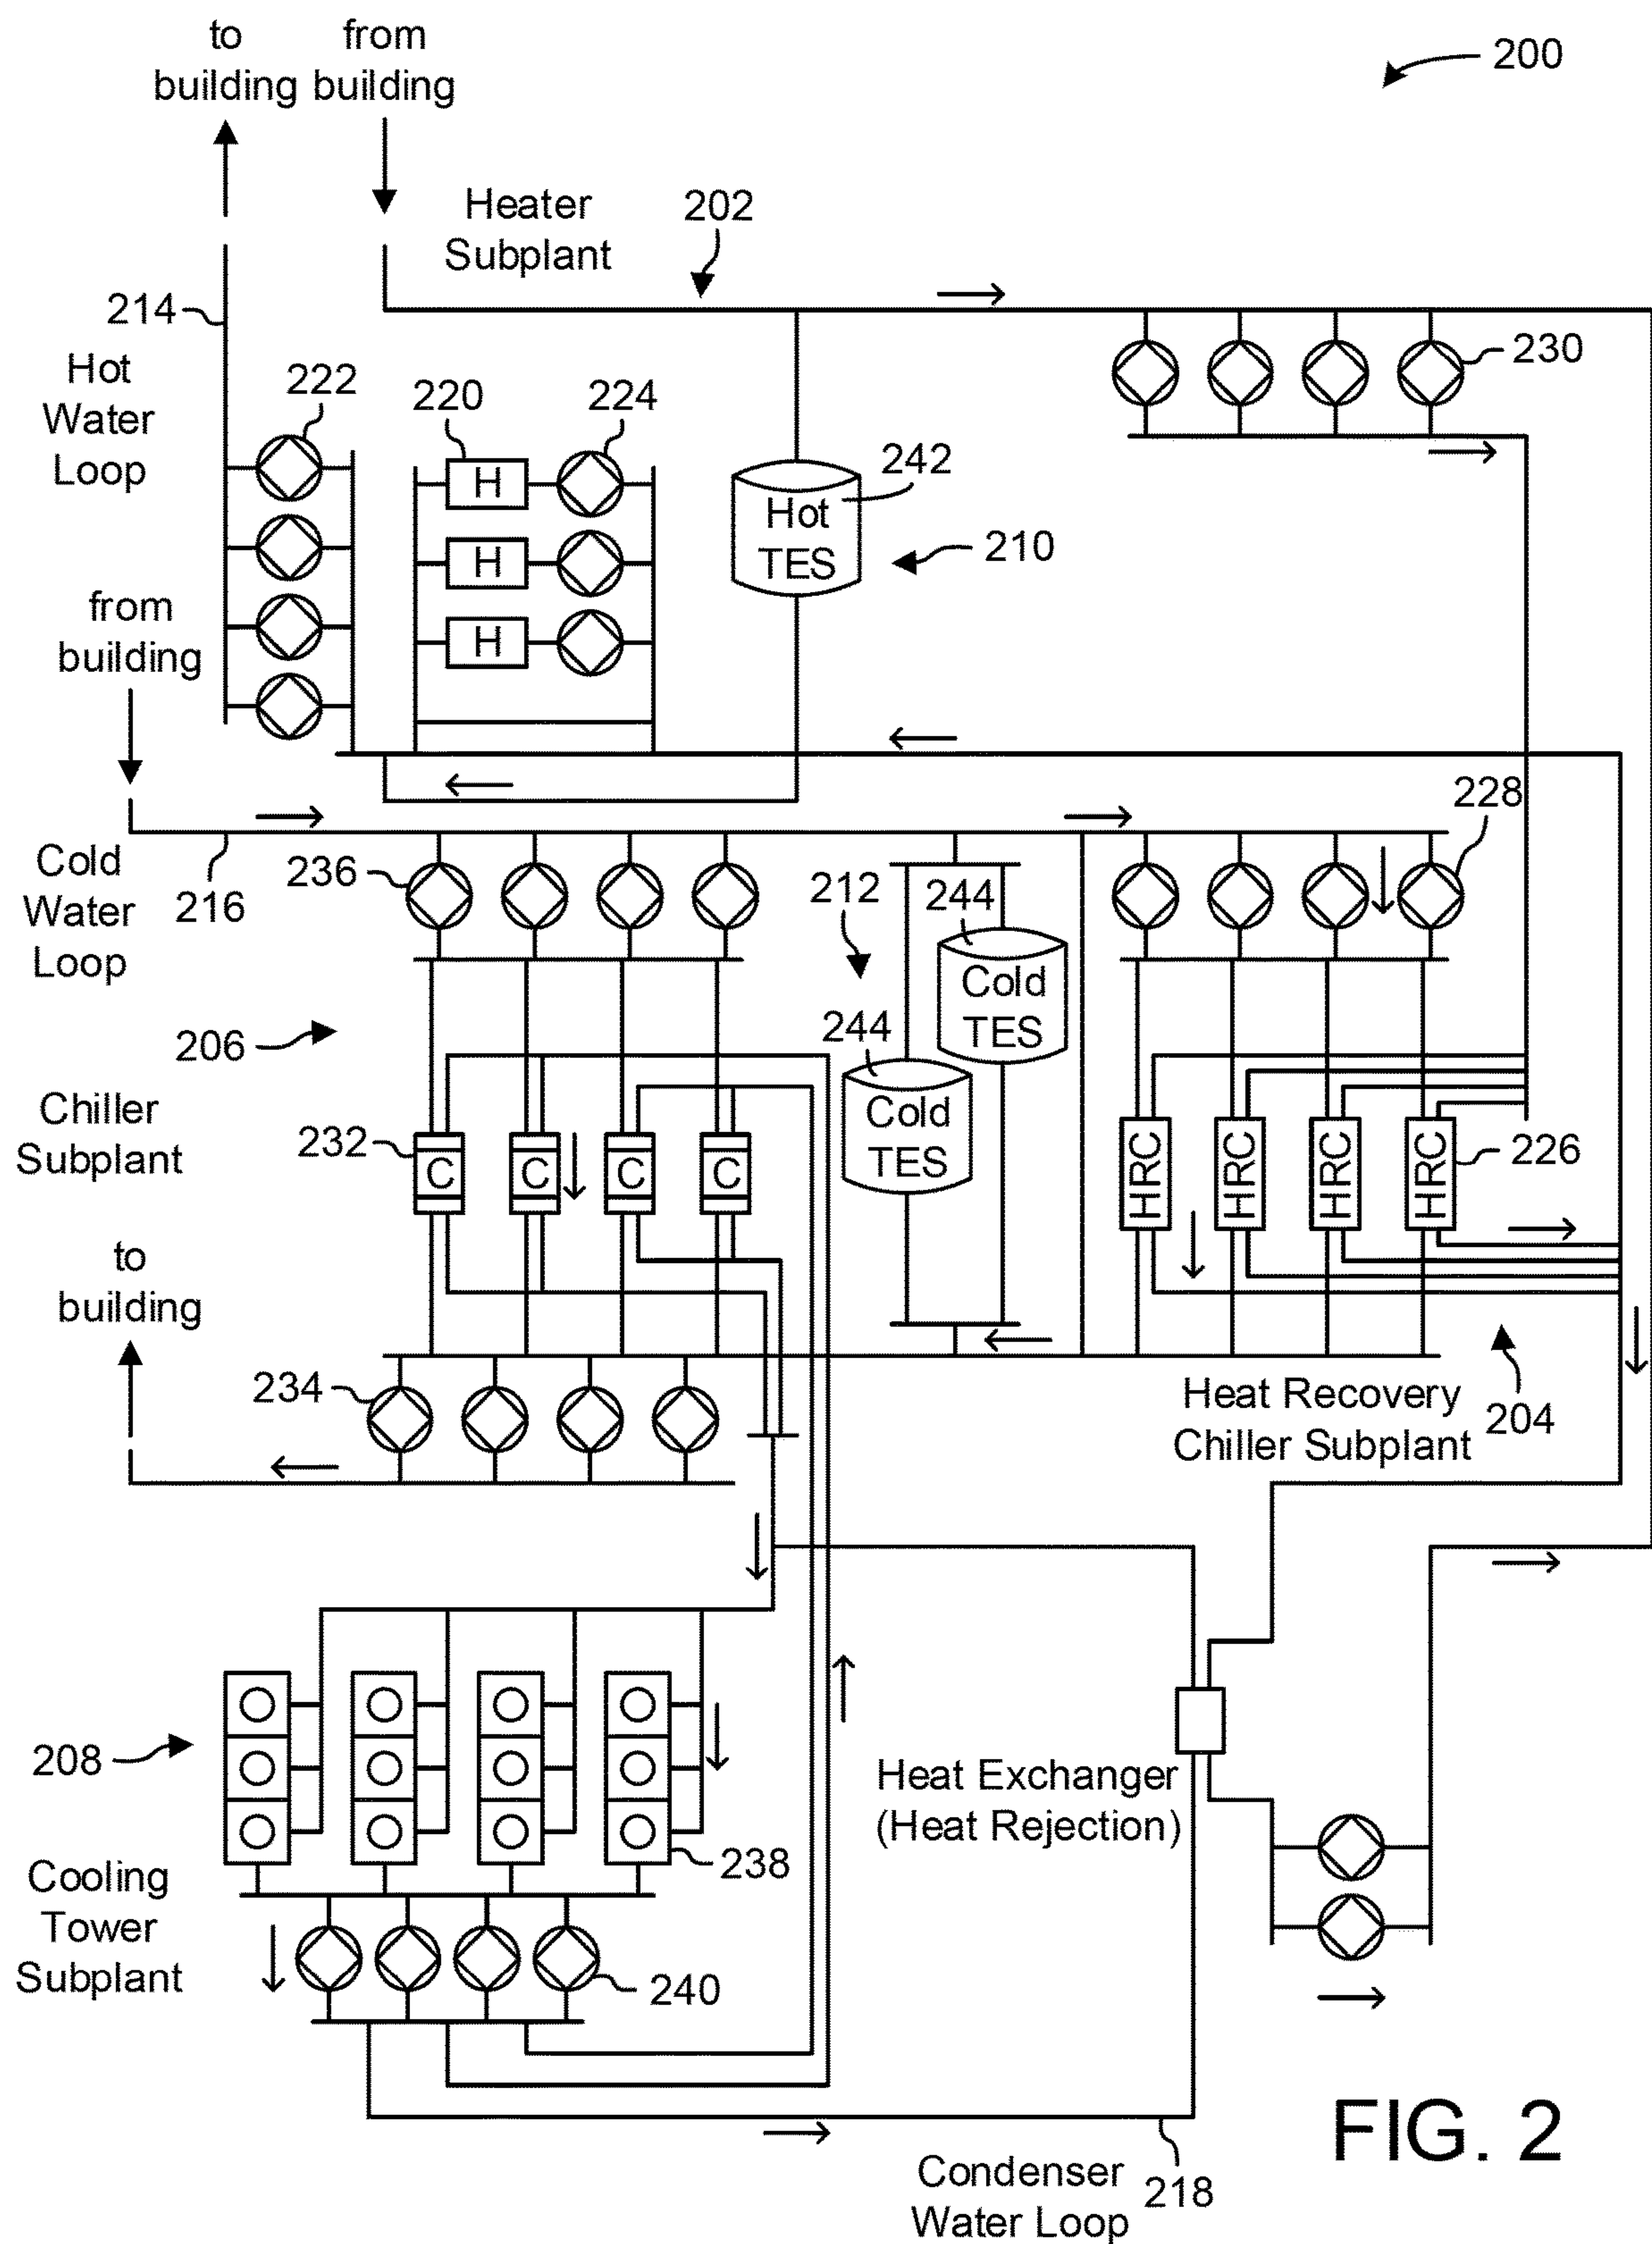 to
building
from
building
200
Heater
Subplant
202
214
Hot
Water
Loop
222
220
224
230
H
H
H
242
Hot
TES
210
from
building
228
Cold
Water
Loop
216
236
212
244
Cold
TES
244
Cold
TES
206
Chiller
Subplant
232
C
C
C
C
HRC
HRC
HRC
HRC
226
to
building
234
Heat Recovery
Chiller Subplant
204
208
Heat Exchanger
(Heat Rejection)
238
Cooling
Tower
Subplant
240
FIG. 2
Condenser
Water Loop
218